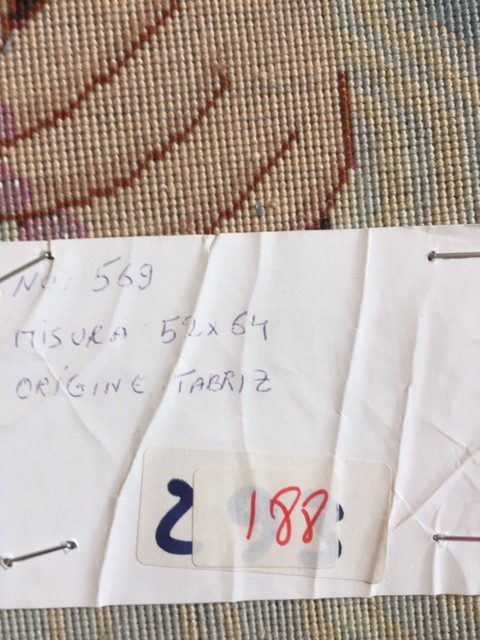 NO. 569
MISURA 52x64
ORIGINE. TABRIZ
188